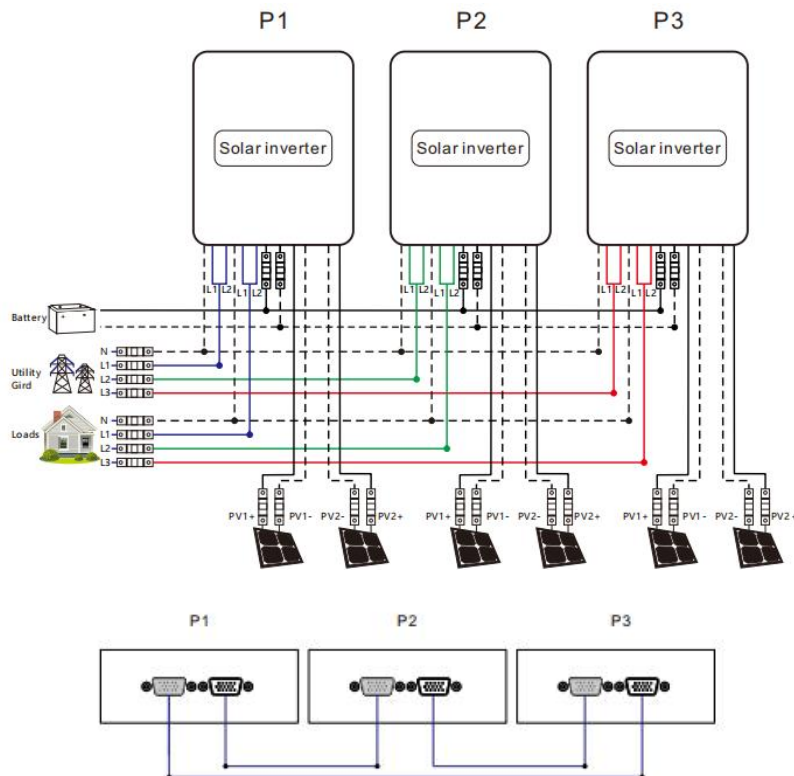 P1 P2 P3
Solar inverter Solar inverter Solar inverter
L1 L2 L1 L2 L1 L2 L1 L2 L1 L2 L1 L2
Battery
N
L1
Utility
Gird
L2
L3
N
Loads
L1
L2
L3
PV1+ PV1- PV2- PV2+ PV1+ PV1- PV2- PV2+ PV1+ PV1- PV2- PV2+
P1 P2 P3